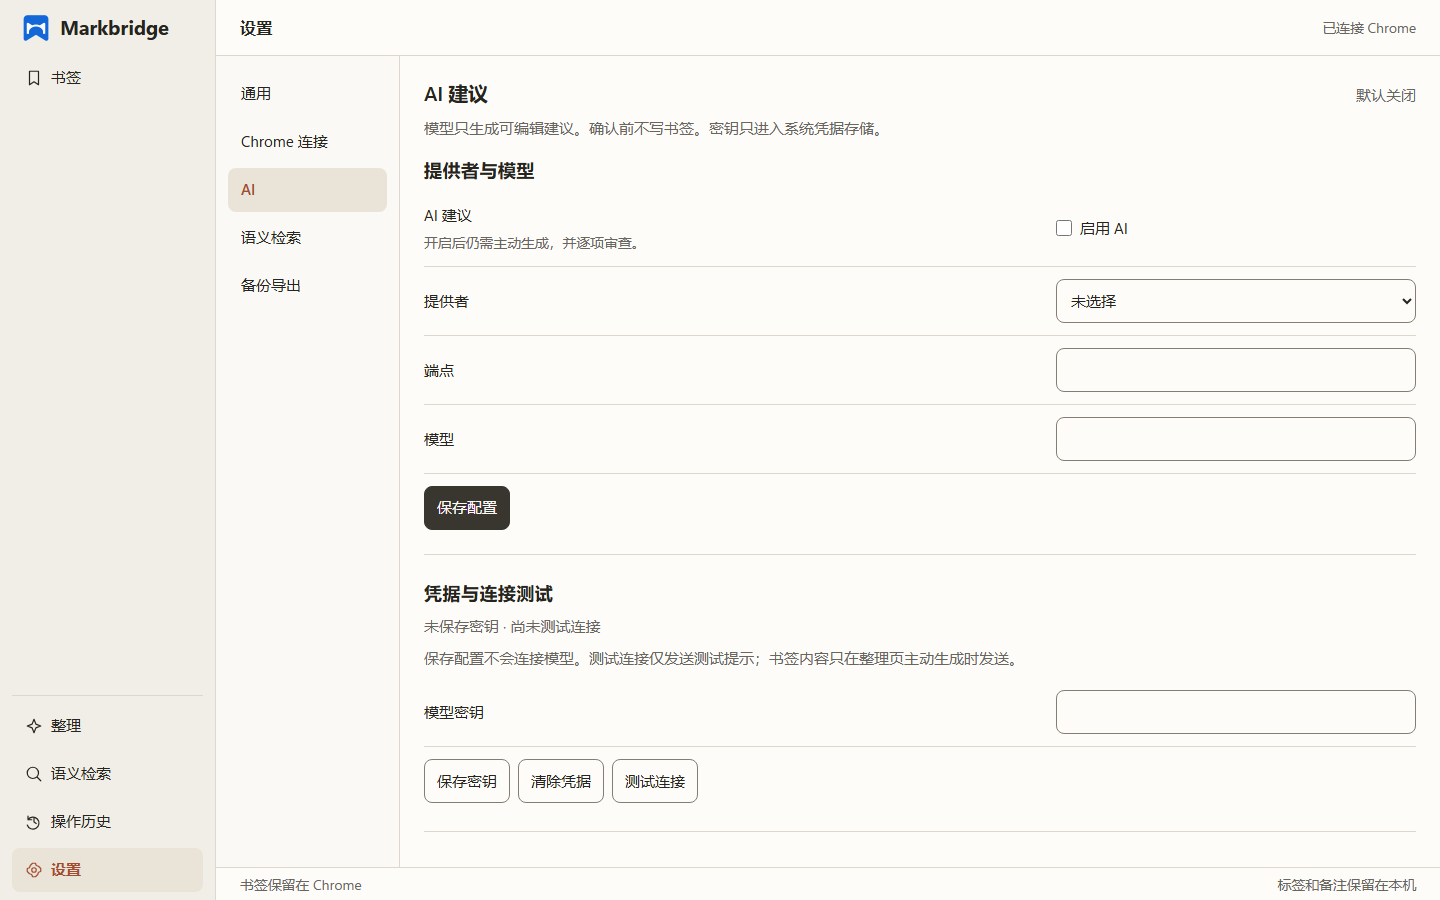 Markbridge
书签
整理
语义检索
操作历史
设置
设置
已连接 Chrome
通用
Chrome 连接
AI
语义检索
备份导出
AI 建议
默认关闭
模型只生成可编辑建议。确认前不写书签。密钥只进入系统凭据存储。
提供者与模型
AI 建议
开启后仍需主动生成，并逐项审查。
启用 AI
提供者
未选择
端点
模型
保存配置
凭据与连接测试
未保存密钥 · 尚未测试连接
保存配置不会连接模型。测试连接仅发送测试提示；书签内容只在整理页主动生成时发送。
模型密钥
保存密钥
清除凭据
测试连接
书签保留在 Chrome
标签和备注保留在本机